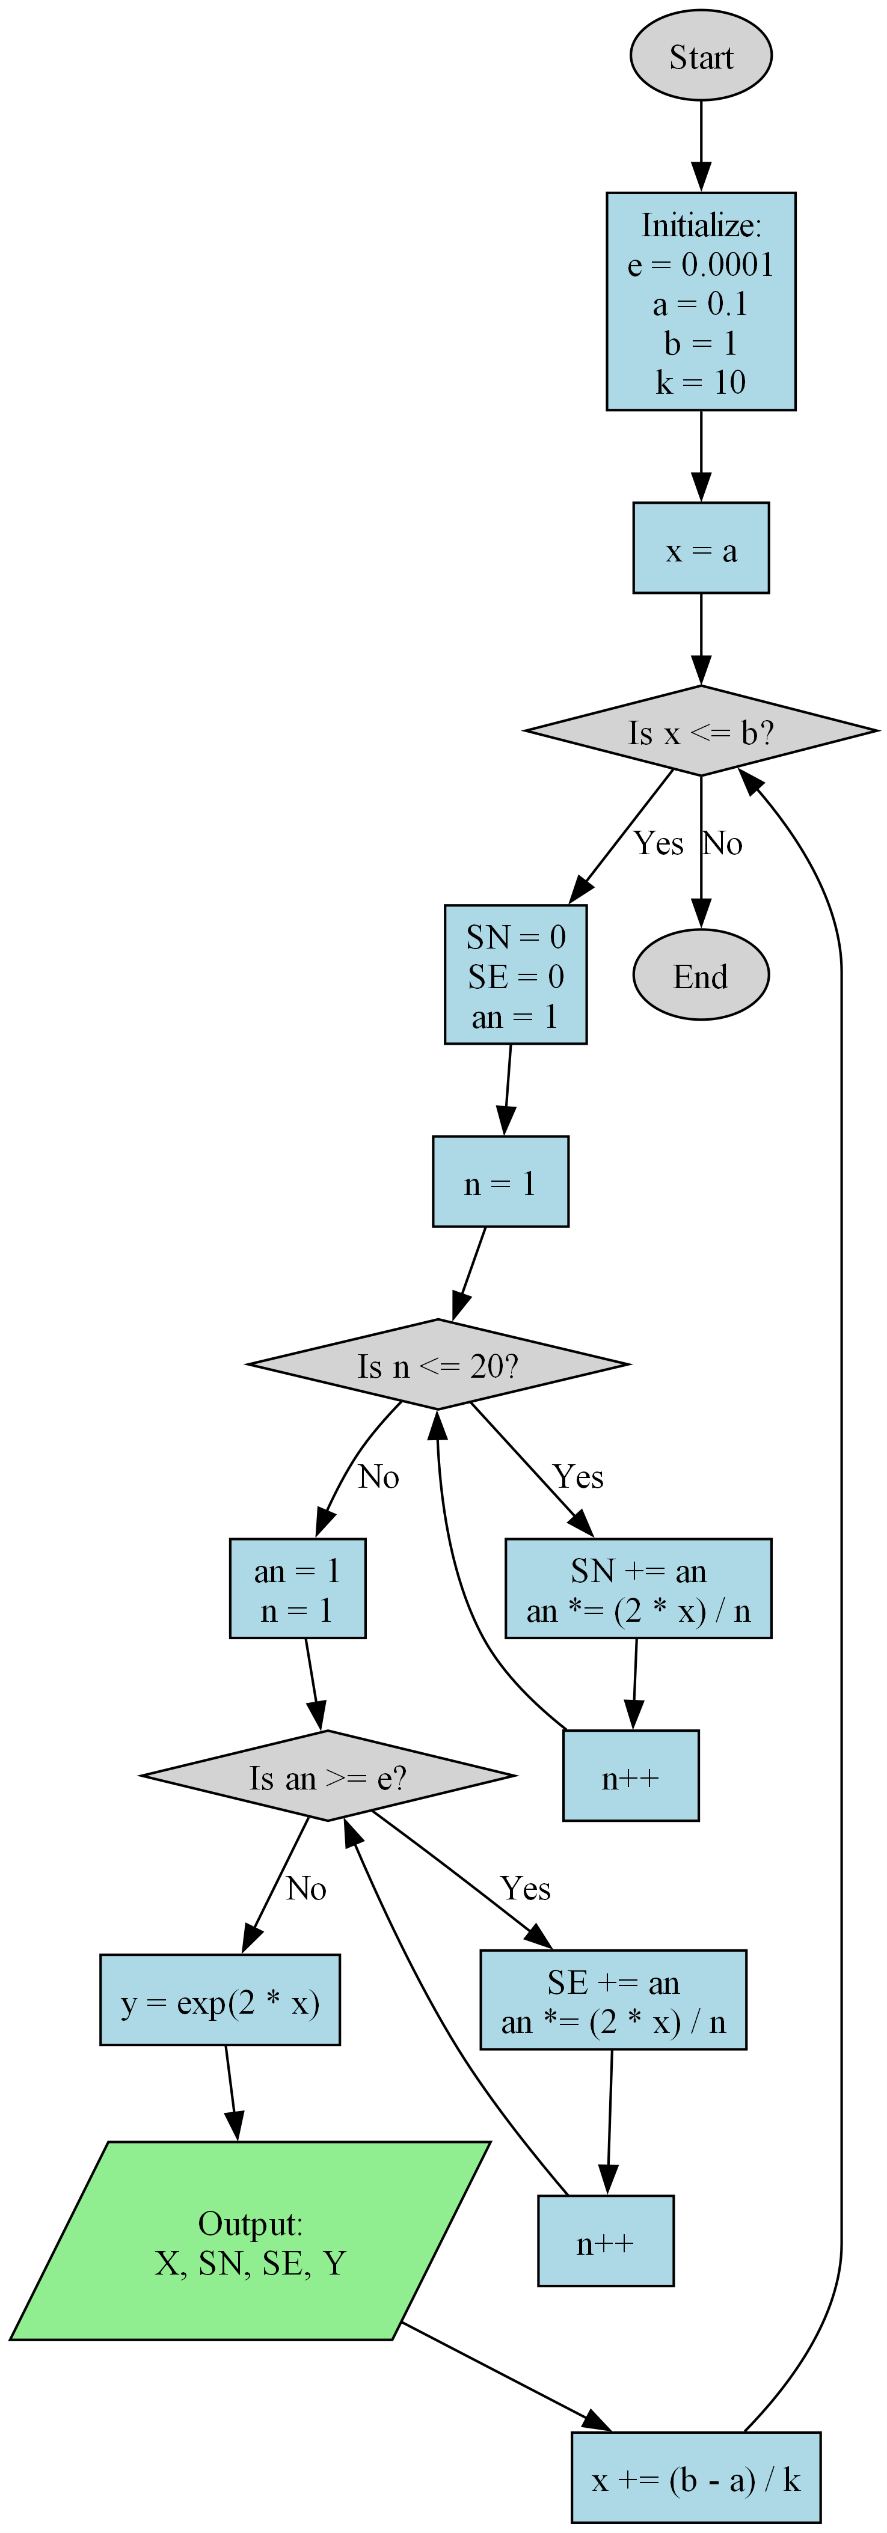 Start
Initialize:
e = 0.0001
a = 0.1
b = 1
k = 10
x = a
Is x <= b?
Yes
No
SN = 0
SE = 0
an = 1
End
n = 1
Is n <= 20?
No
Yes
an = 1
n = 1
SN += an
an *= (2 * x) / n
Is an >= e?
n++
No
Yes
y = exp(2 * x)
SE += an
an *= (2 * x) / n
Output:
X, SN, SE, Y
n++
x += (b - a) / k